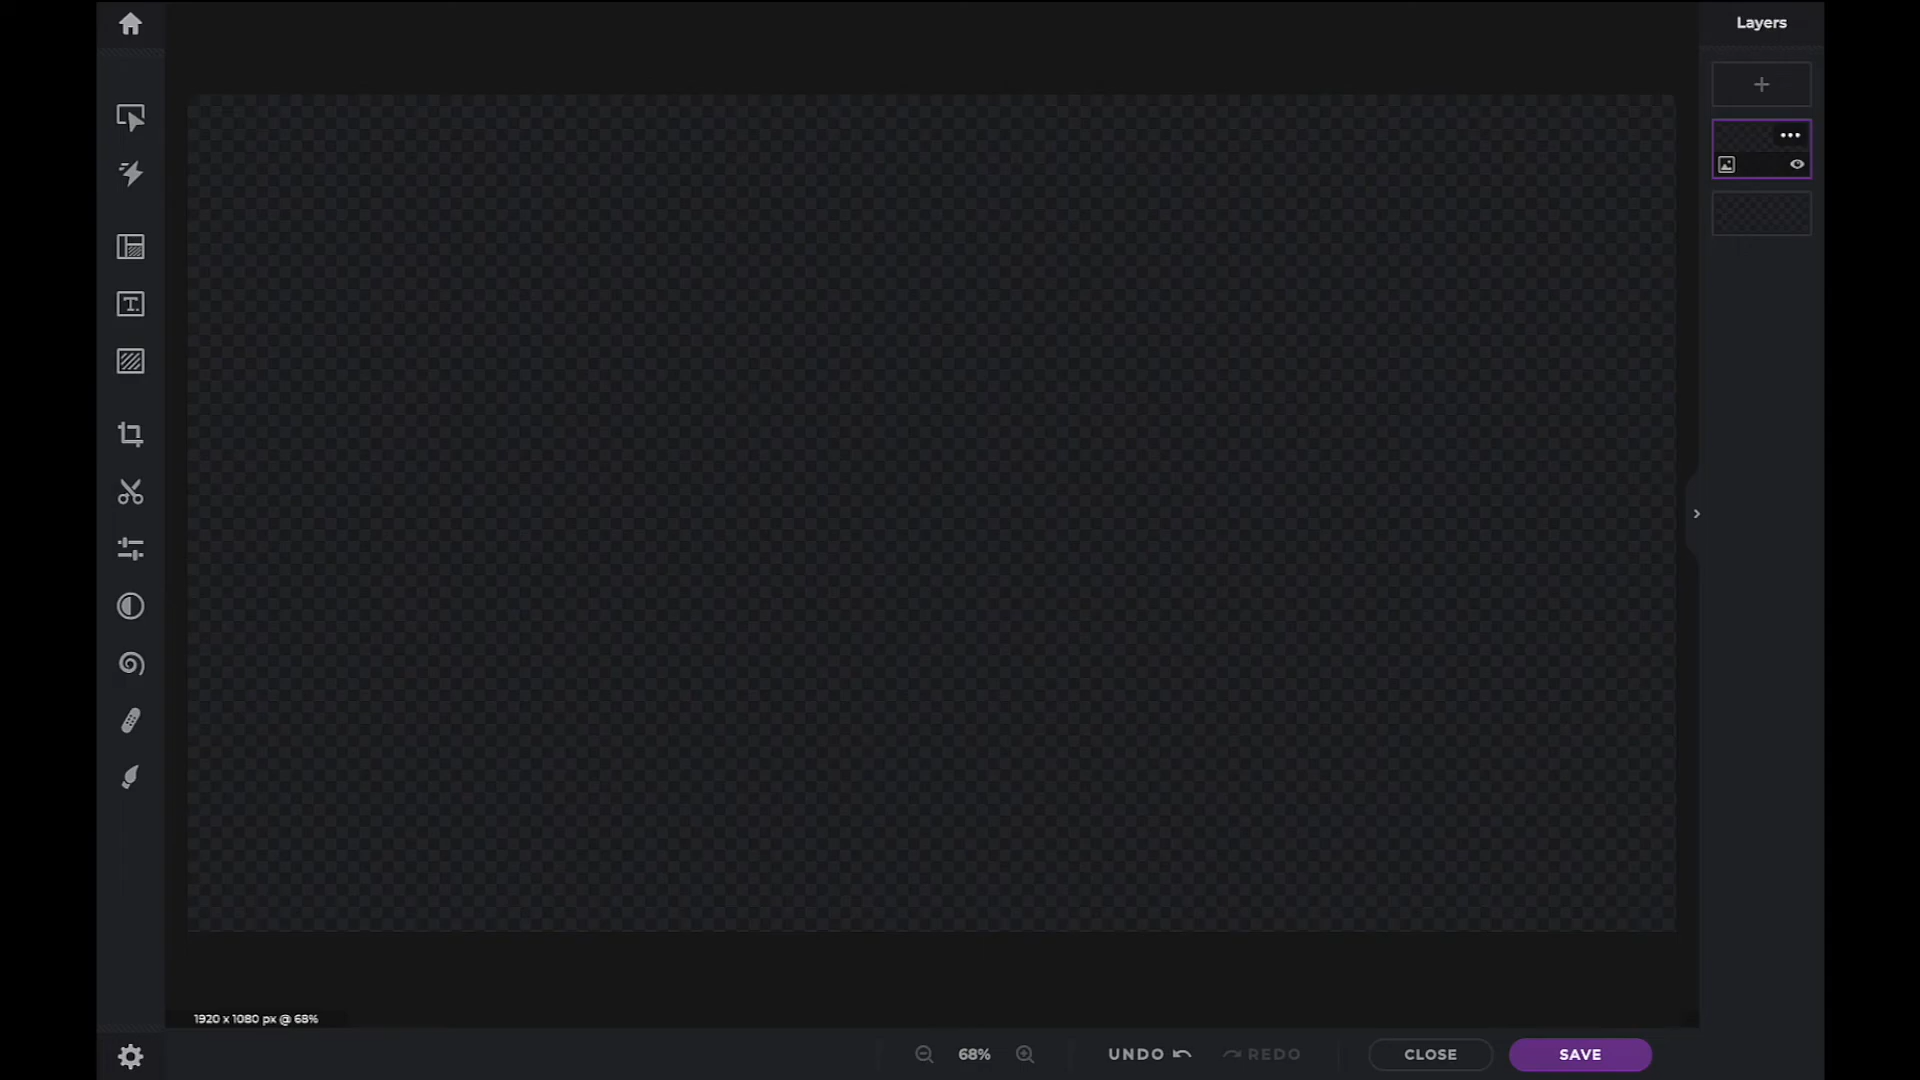 Layers
1920 x 1080 px @ 68%
68%
UNDO
REDO
CLOSE
SAVE